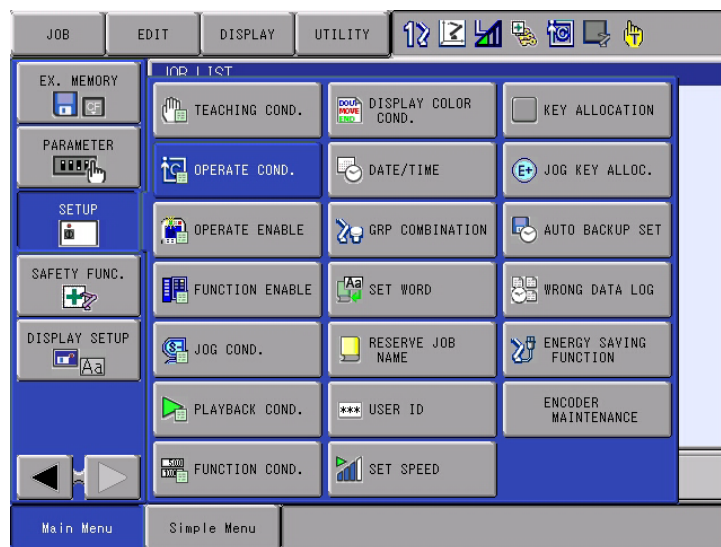 JOB
EDIT
DISPLAY
UTILITY
JOB LIST
EX. MEMORY
CF
PARAMETER
SETUP
SAFETY FUNC.
DISPLAY SETUP
Aa
TEACHING COND.
DISPLAY COLOR
COND.
KEY ALLOCATION
OPERATE COND.
DATE/TIME
E+
JOG KEY ALLOC.
OPERATE ENABLE
GRP COMBINATION
AUTO BACKUP SET
FUNCTION ENABLE
Aa
SET WORD
WRONG DATA LOG
JOG COND.
RESERVE JOB
NAME
ENERGY SAVING
FUNCTION
PLAYBACK COND.
*** USER ID
ENCODER
MAINTENANCE
FUNCTION COND.
SET SPEED
Main Menu
Simple Menu